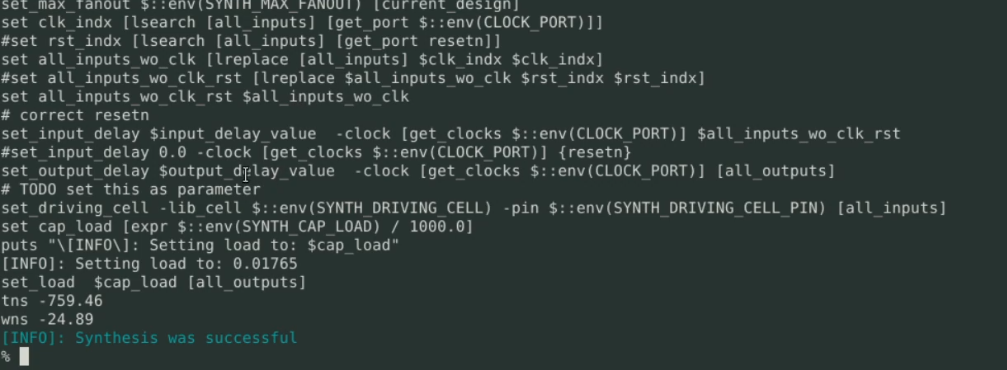 set_max_fanout $::env(SYNTH_MAX_FANOUT) [current_design]
set clk_indx [lsearch [all_inputs] [get_port $::env(CLOCK_PORT)]]
#set rst_indx [lsearch [all_inputs] [get_port resetn]]
set all_inputs_wo_clk [lreplace [all_inputs] $clk_indx $clk_indx]
#set all_inputs_wo_clk_rst [lreplace $all_inputs_wo_clk $rst_indx $rst_indx]
set all_inputs_wo_clk_rst $all_inputs_wo_clk
# correct resetn
set_input_delay $input_delay_value  -clock [get_clocks $::env(CLOCK_PORT)] $all_inputs_wo_clk_rst
#set_input_delay 0.0 -clock [get_clocks $::env(CLOCK_PORT)] {resetn}
set_output_delay $output_delay_value  -clock [get_clocks $::env(CLOCK_PORT)] [all_outputs]
# TODO set this as parameter
set_driving_cell -lib_cell $::env(SYNTH_DRIVING_CELL) -pin $::env(SYNTH_DRIVING_CELL_PIN) [all_inputs]
set cap_load [expr $::env(SYNTH_CAP_LOAD) / 1000.0]
puts "\[INFO\]: Setting load to: $cap_load"
[INFO]: Setting load to: 0.01765
set_load  $cap_load [all_outputs]
tns -759.46
wns -24.89
[INFO]: Synthesis was successful
%